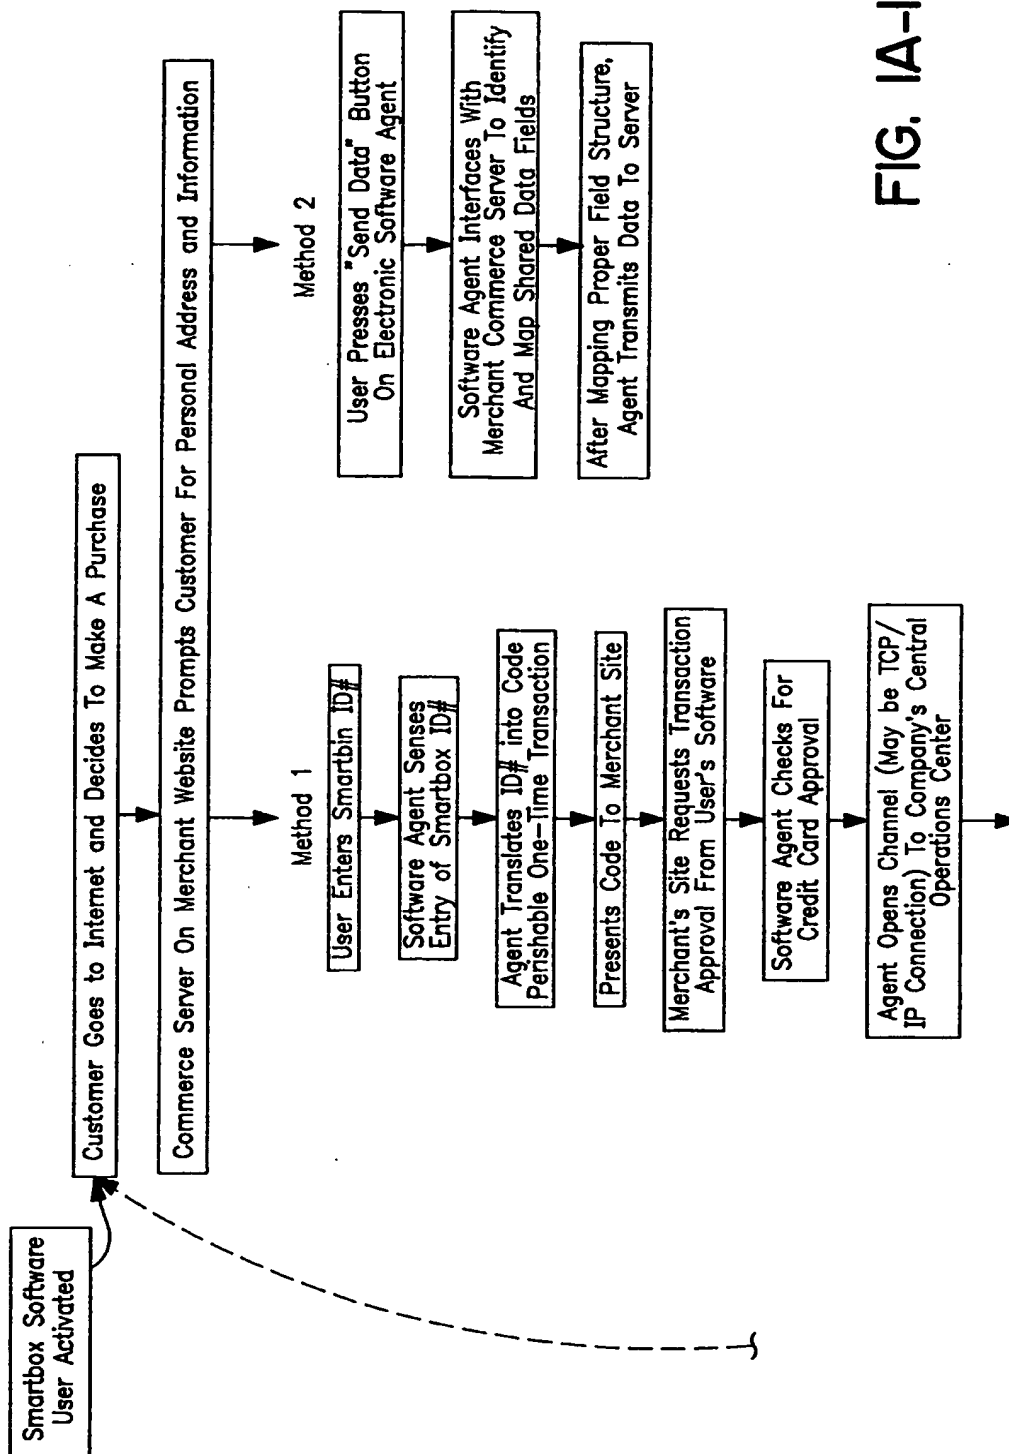 Smartbox Software
User Activated
Customer Goes to Internet and Decides To Make A Purchase
Commerce Server On Merchant Website Prompts Customer For Personal Address and Information
Method 1
User Enters Smartbin ID#
Software Agent Senses
Entry of Smartbox ID#
Agent Translates ID# into Code
Perishable One-Time Transaction
Presents Code To Merchant Site
Merchant's Site Requests Transaction
Approval From User's Software
Software Agent Checks For
Credit Card Approval
Agent Opens Channel (May be TCP/
IP Connection) To Company's Central
Operations Center
Method 2
User Presses "Send Data" Button
On Electronic Software Agent
Software Agent Interfaces With
Merchant Commerce Server To Identify
And Map Shared Data Fields
After Mapping Proper Field Structure,
Agent Transmits Data To Server
FIG. 1A-1